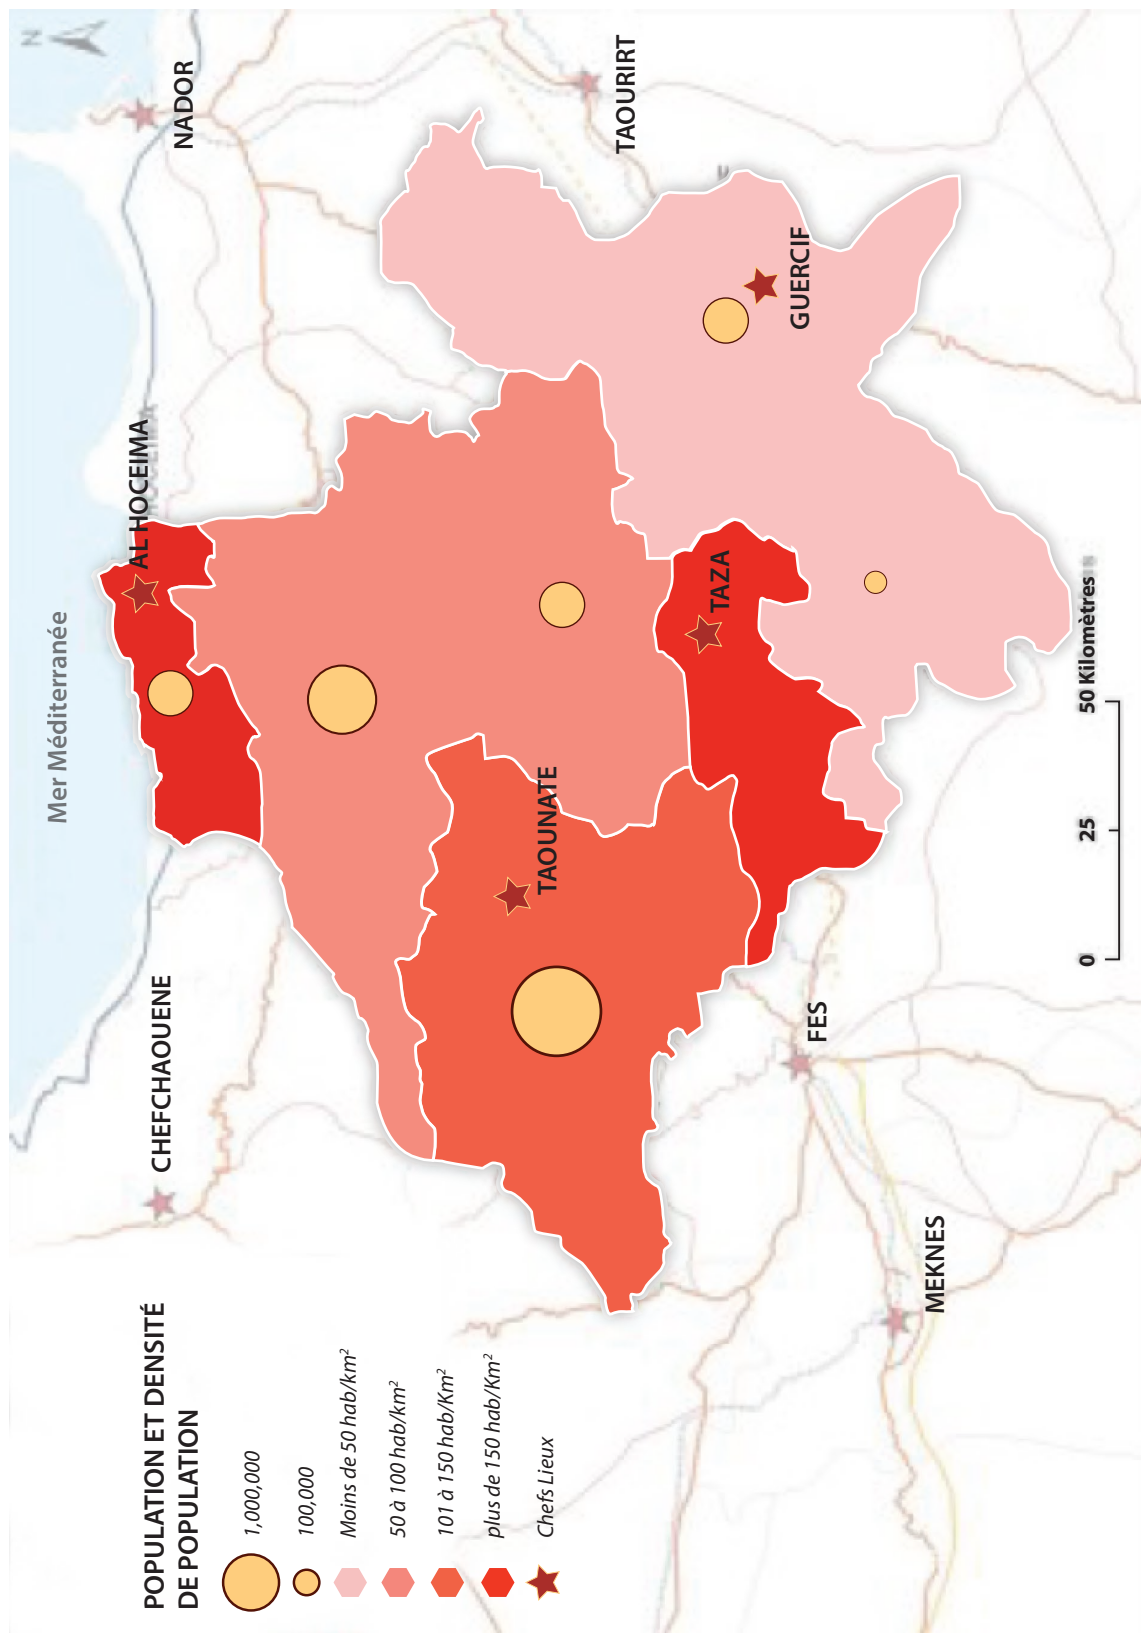 POPULATION ET DENSITÉ
DE POPULATION
1,000,000
100,000
Moins de 50 hab/km²
50 à 100 hab/km²
101 à 150 hab/Km²
plus de 150 hab/Km²
Chefs Lieux
Mer Méditerranée
N
CHEFCHAOUENE
AL HOCEIMA
NADOR
TAOURIRT
TAOUNATE
TAZA
GUERCIF
FES
MEKNES
0 25 50 Kilomètres